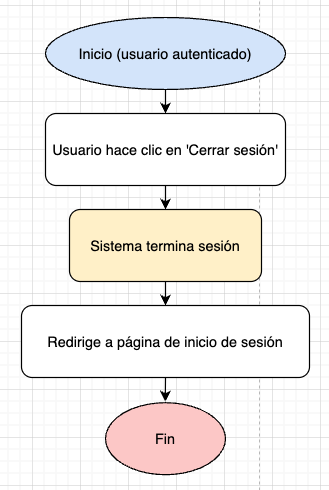 Inicio (usuario autenticado)
Usuario hace clic en 'Cerrar sesión'
Sistema termina sesión
Redirige a página de inicio de sesión
Fin